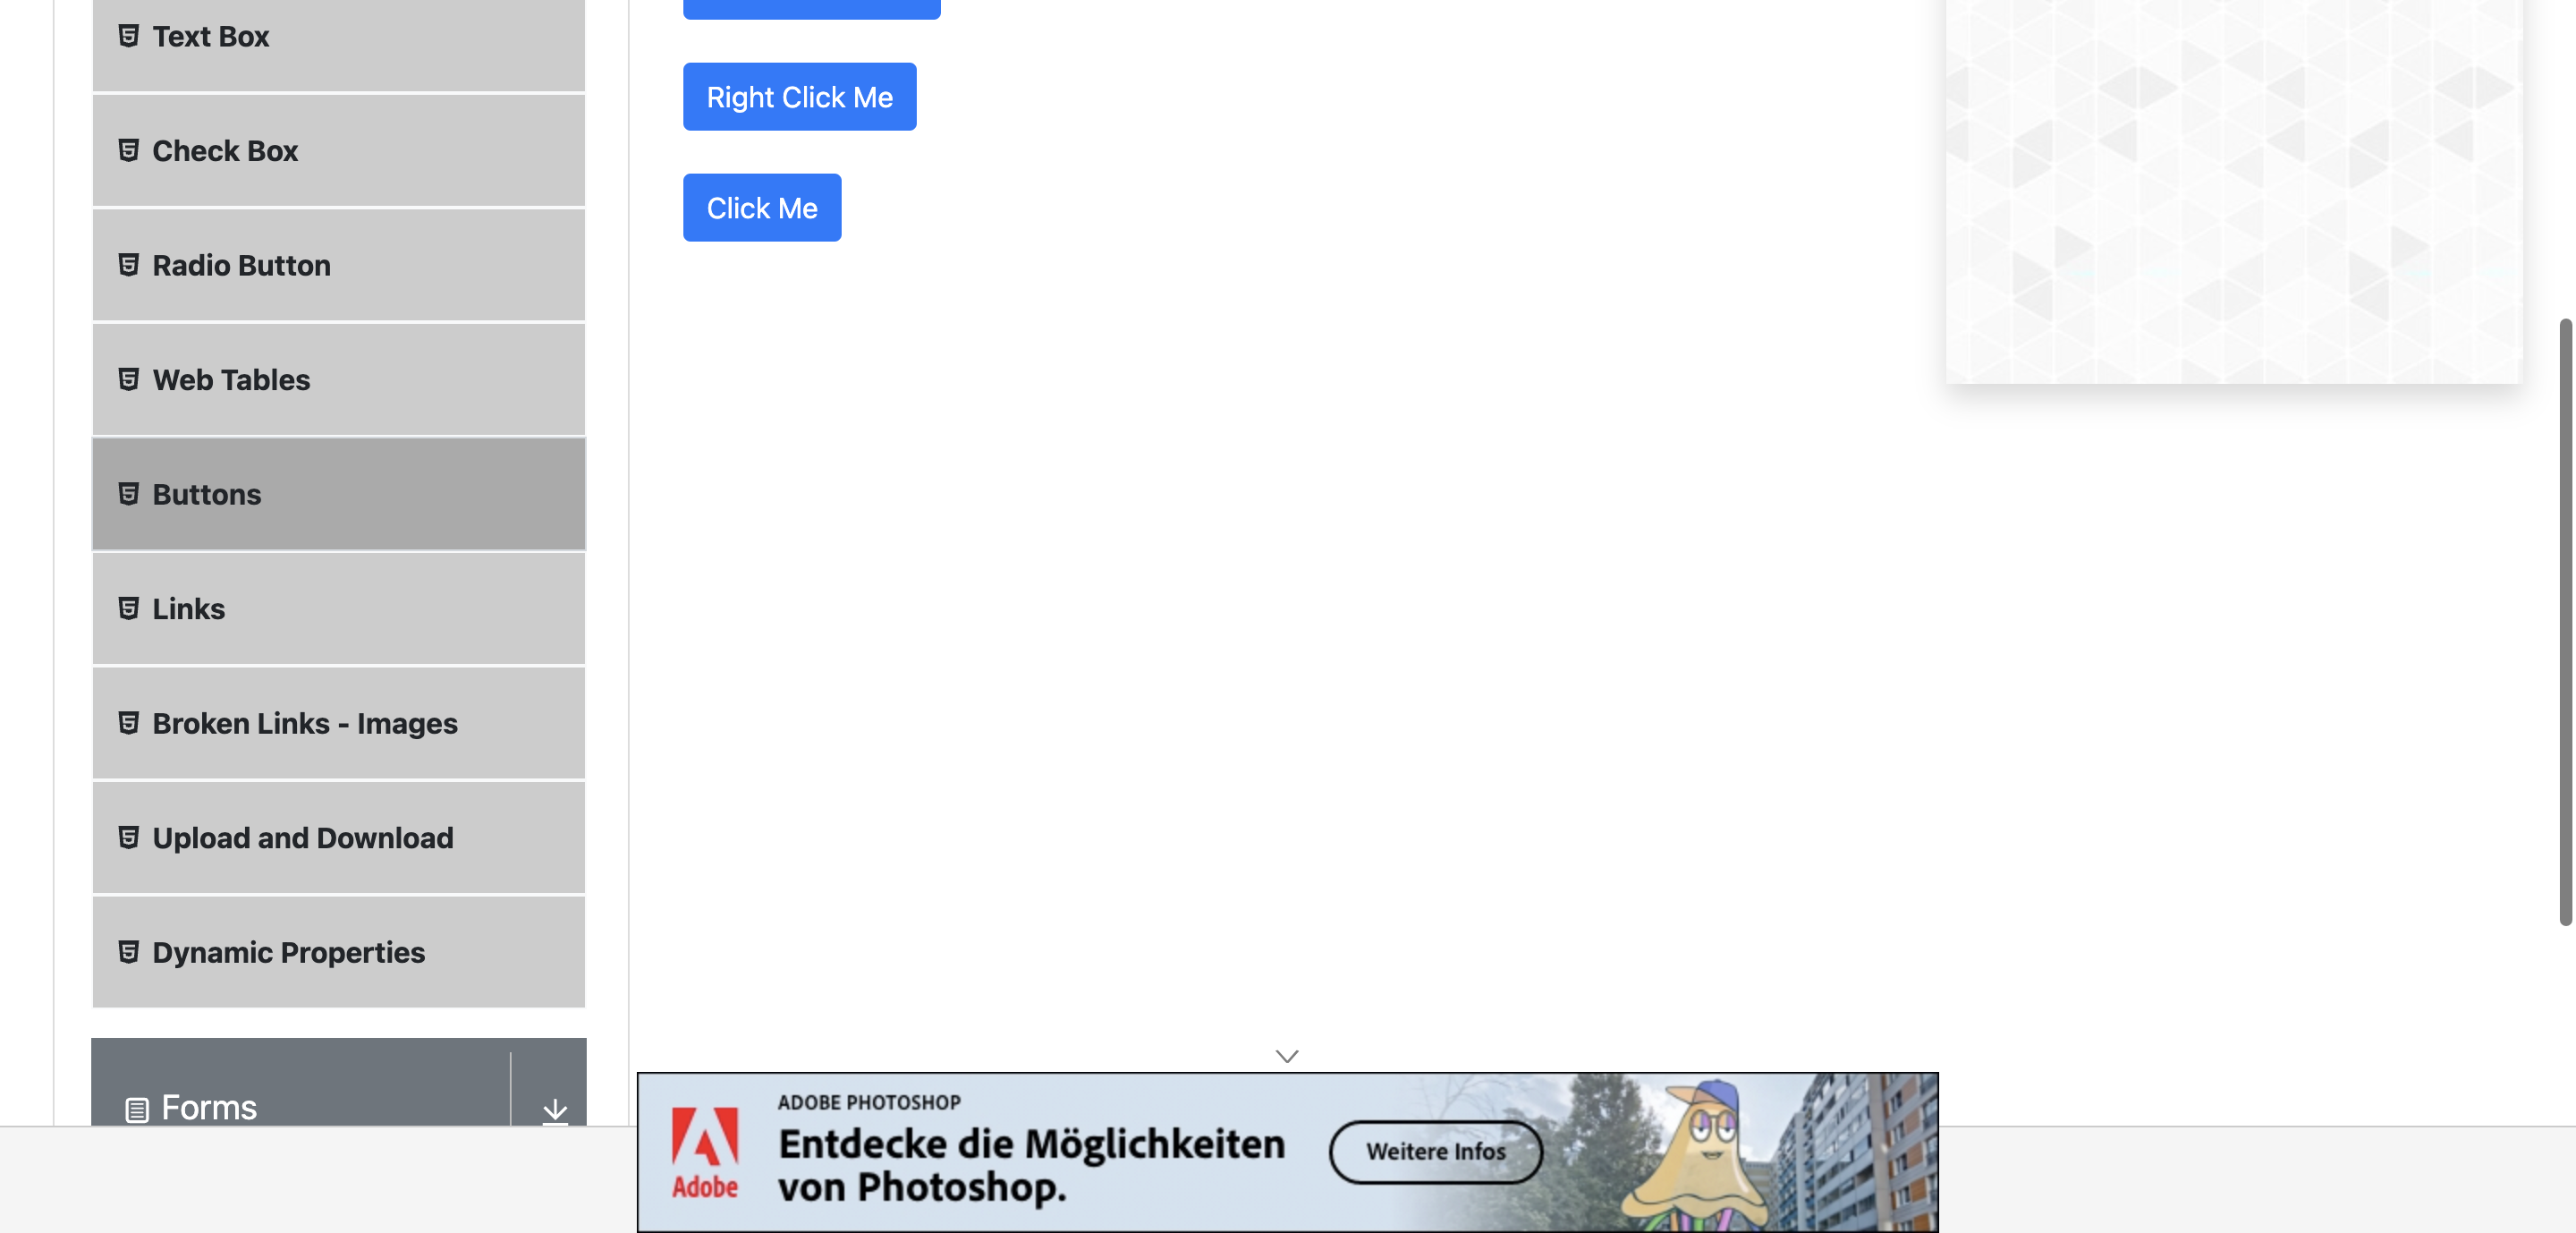 Text Box
Check Box
Radio Button
Web Tables
Buttons
Links
Broken Links - Images
Upload and Download
Dynamic Properties
Forms
Right Click Me
Click Me
ADOBE PHOTOSHOP
Entdecke die Möglichkeiten
von Photoshop.
Adobe
Weitere Infos